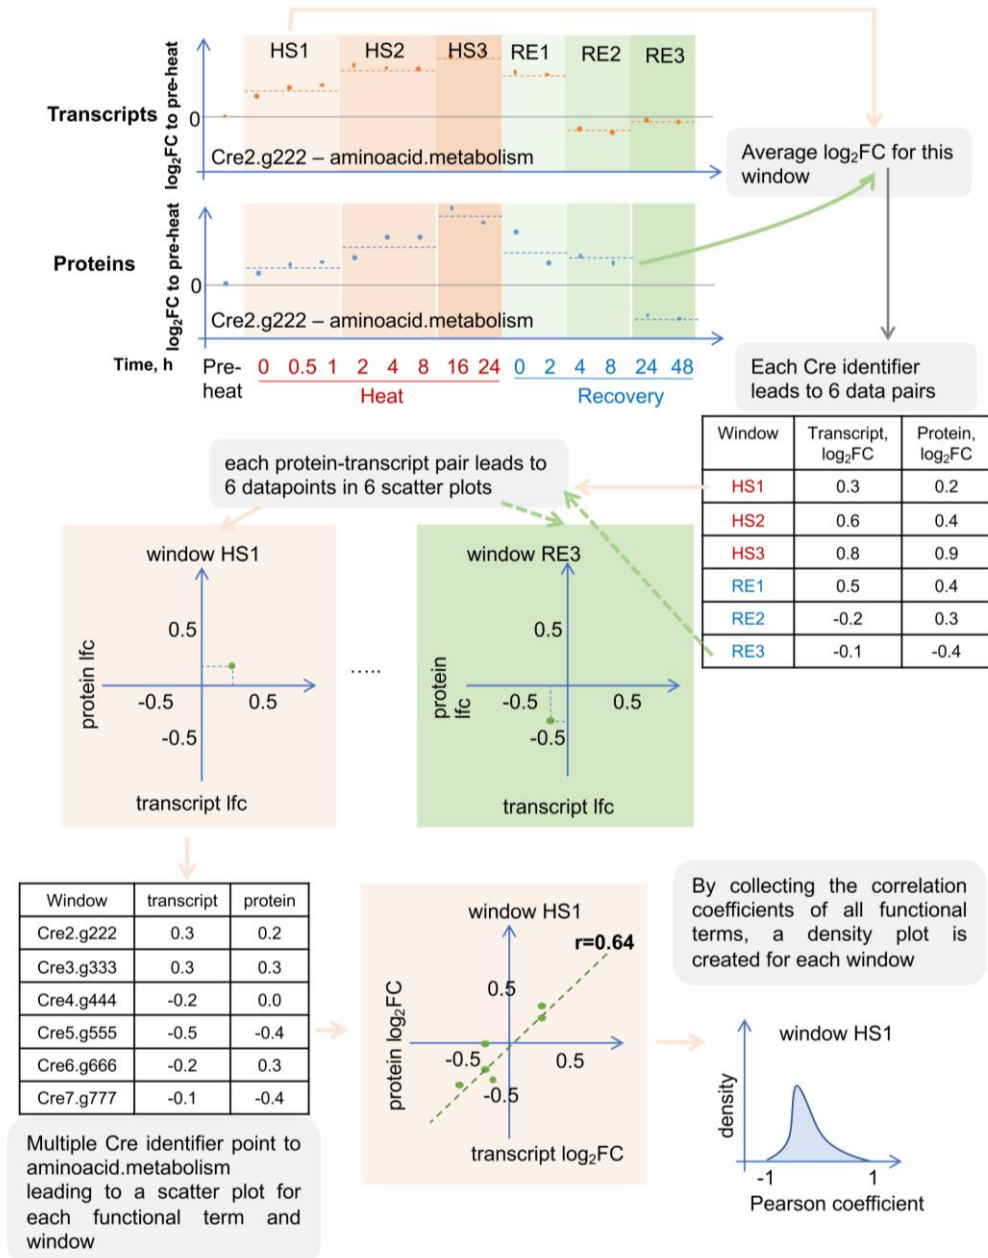 HS1 HS2 HS3 RE1 RE2 RE3
Transcripts
log₂FC to pre-heat
0
Cre2.g222 – aminoacid.metabolism
Average log₂FC for this
window
Proteins
log₂FC to pre-heat
0
Cre2.g222 – aminoacid.metabolism
Time, h
Pre-
heat
0 0.5 1 2 4 8 16 24 0 2 4 8 24 48
Heat
Recovery
Each Cre identifier
leads to 6 data pairs
Window Transcript, log₂FC Protein, log₂FC
HS1 0.3 0.2
HS2 0.6 0.4
HS3 0.8 0.9
RE1 0.5 0.4
RE2 -0.2 0.3
RE3 -0.1 -0.4
each protein-transcript pair leads to
6 datapoints in 6 scatter plots
window HS1
0.5
-0.5 0.5
-0.5
protein lfc
transcript lfc
.....
window RE3
0.5
-0.5 0.5
-0.5
protein
lfc
transcript lfc
Window transcript protein
Cre2.g222 0.3 0.2
Cre3.g333 0.3 0.3
Cre4.g444 -0.2 0.0
Cre5.g555 -0.5 -0.4
Cre6.g666 -0.2 0.3
Cre7.g777 -0.1 -0.4
Multiple Cre identifier point to
aminoacid.metabolism
leading to a scatter plot for
each functional term and
window
window HS1
r=0.64
0.5
-0.5 0.5
-0.5
protein log₂FC
transcript log₂FC
By collecting the correlation
coefficients of all functional
terms, a density plot is
created for each window
window HS1
density
-1 1
Pearson coefficient